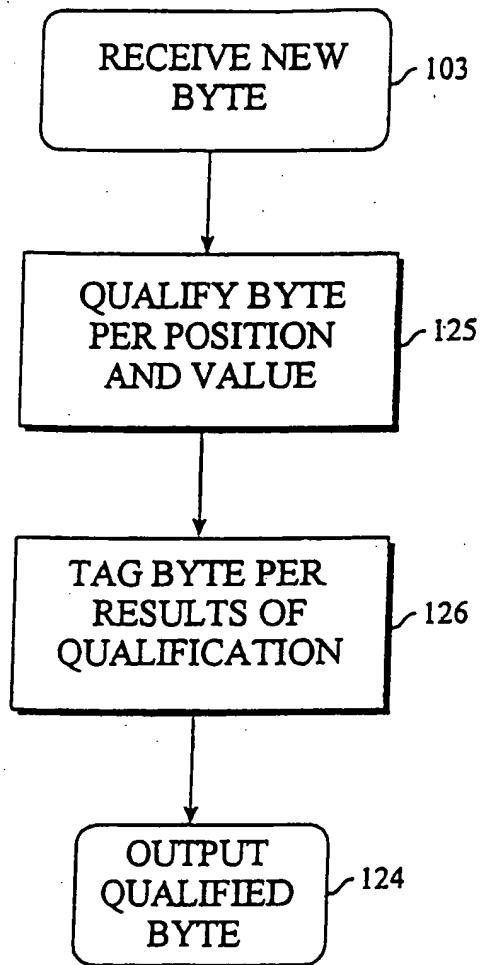 RECEIVE NEW
BYTE
103
QUALIFY BYTE
PER POSITION
AND VALUE
125
TAG BYTE PER
RESULTS OF
QUALIFICATION
126
OUTPUT
QUALIFIED
BYTE
124